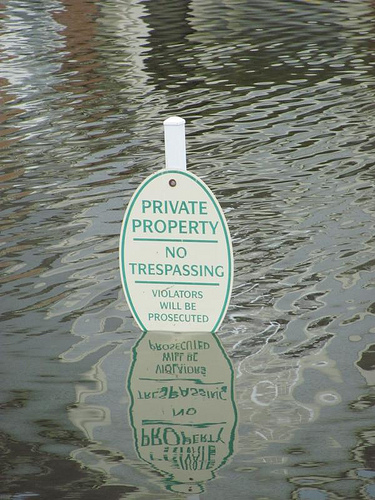 PRIVATE
PROPERTY
NO
TRESPASSING
VIOLATORS
WILL BE
PROSECUTED